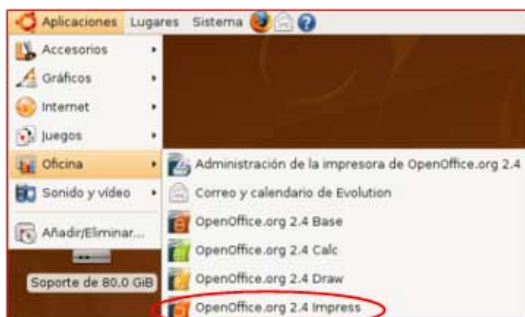 Aplicaciones Lugares Sistema
Accesorios
Gráficos
Internet
Juegos
Oficina
Sonido y vídeo
Añadir/Eliminar...
Soporte de 80.0 GiB
Administración de la impresora de OpenOffice.org 2.4
Correo y calendario de Evolution
OpenOffice.org 2.4 Base
OpenOffice.org 2.4 Calc
OpenOffice.org 2.4 Draw
OpenOffice.org 2.4 Impress